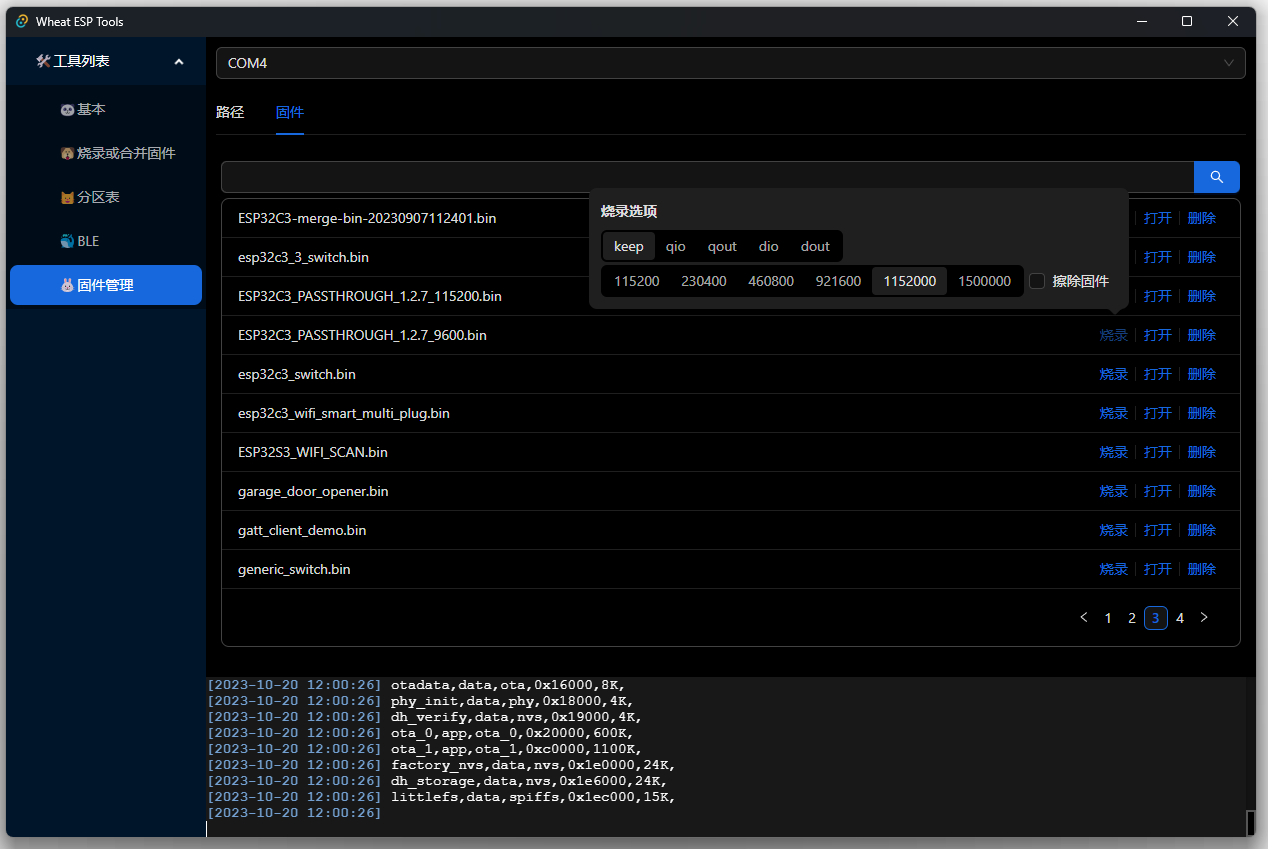 Wheat ESP Tools
🛠工具列表
🐼基本
🐶烧录或合并固件
🐱分区表
🐳BLE
🐰固件管理
COM4
路径 固件
烧录选项
keep qio qout dio dout
115200 230400 460800 921600 1152000 1500000 擦除固件
ESP32C3-merge-bin-20230907112401.bin 打开 删除
esp32c3_3_switch.bin 打开 删除
ESP32C3_PASSTHROUGH_1.2.7_115200.bin 打开 删除
ESP32C3_PASSTHROUGH_1.2.7_9600.bin 烧录 打开 删除
esp32c3_switch.bin 烧录 打开 删除
esp32c3_wifi_smart_multi_plug.bin 烧录 打开 删除
ESP32S3_WIFI_SCAN.bin 烧录 打开 删除
garage_door_opener.bin 烧录 打开 删除
gatt_client_demo.bin 烧录 打开 删除
generic_switch.bin 烧录 打开 删除
< 1 2 3 4 >
[2023-10-20 12:00:26] otadata,data,ota,0x16000,8K,
[2023-10-20 12:00:26] phy_init,data,phy,0x18000,4K,
[2023-10-20 12:00:26] dh_verify,data,nvs,0x19000,4K,
[2023-10-20 12:00:26] ota_0,app,ota_0,0x20000,600K,
[2023-10-20 12:00:26] ota_1,app,ota_1,0xc0000,1100K,
[2023-10-20 12:00:26] factory_nvs,data,nvs,0x1e0000,24K,
[2023-10-20 12:00:26] dh_storage,data,nvs,0x1e6000,24K,
[2023-10-20 12:00:26] littlefs,data,spiffs,0x1ec000,15K,
[2023-10-20 12:00:26]